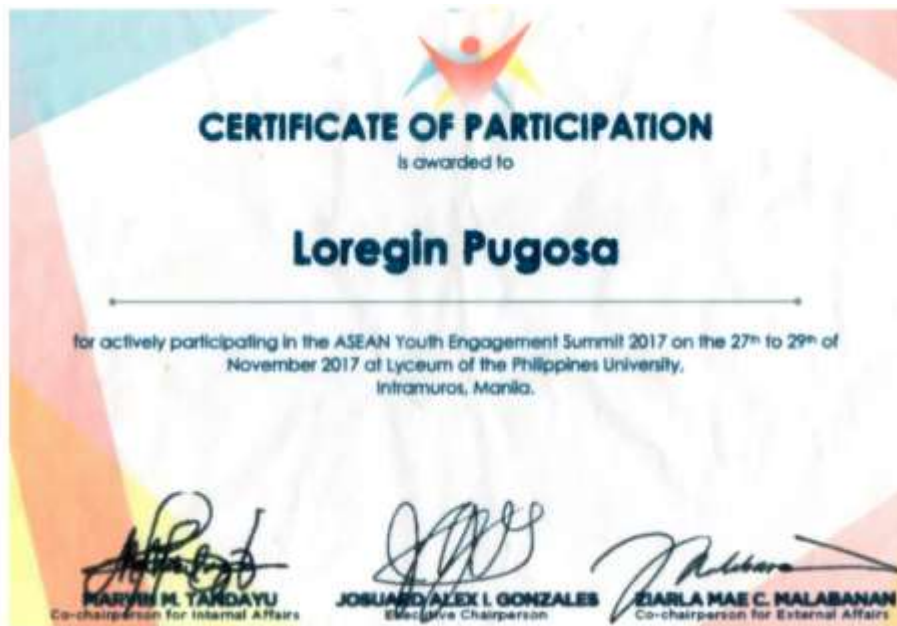 CERTIFICATE OF PARTICIPATION
is awarded to
Loregin Pugosa
for actively participating in the ASEAN Youth Engagement Summit 2017 on the 27th to 29th of
November 2017 at Lyceum of the Philippines University,
Intramuros, Manila.
MARVIN M. TANDAYU
JOBUARD ALEX I. GONZALES
ZIARLA MAE C. MALABANAN
Co-chairperson for Internal Affairs
Executive Chairperson
Co-chairperson for External Affairs